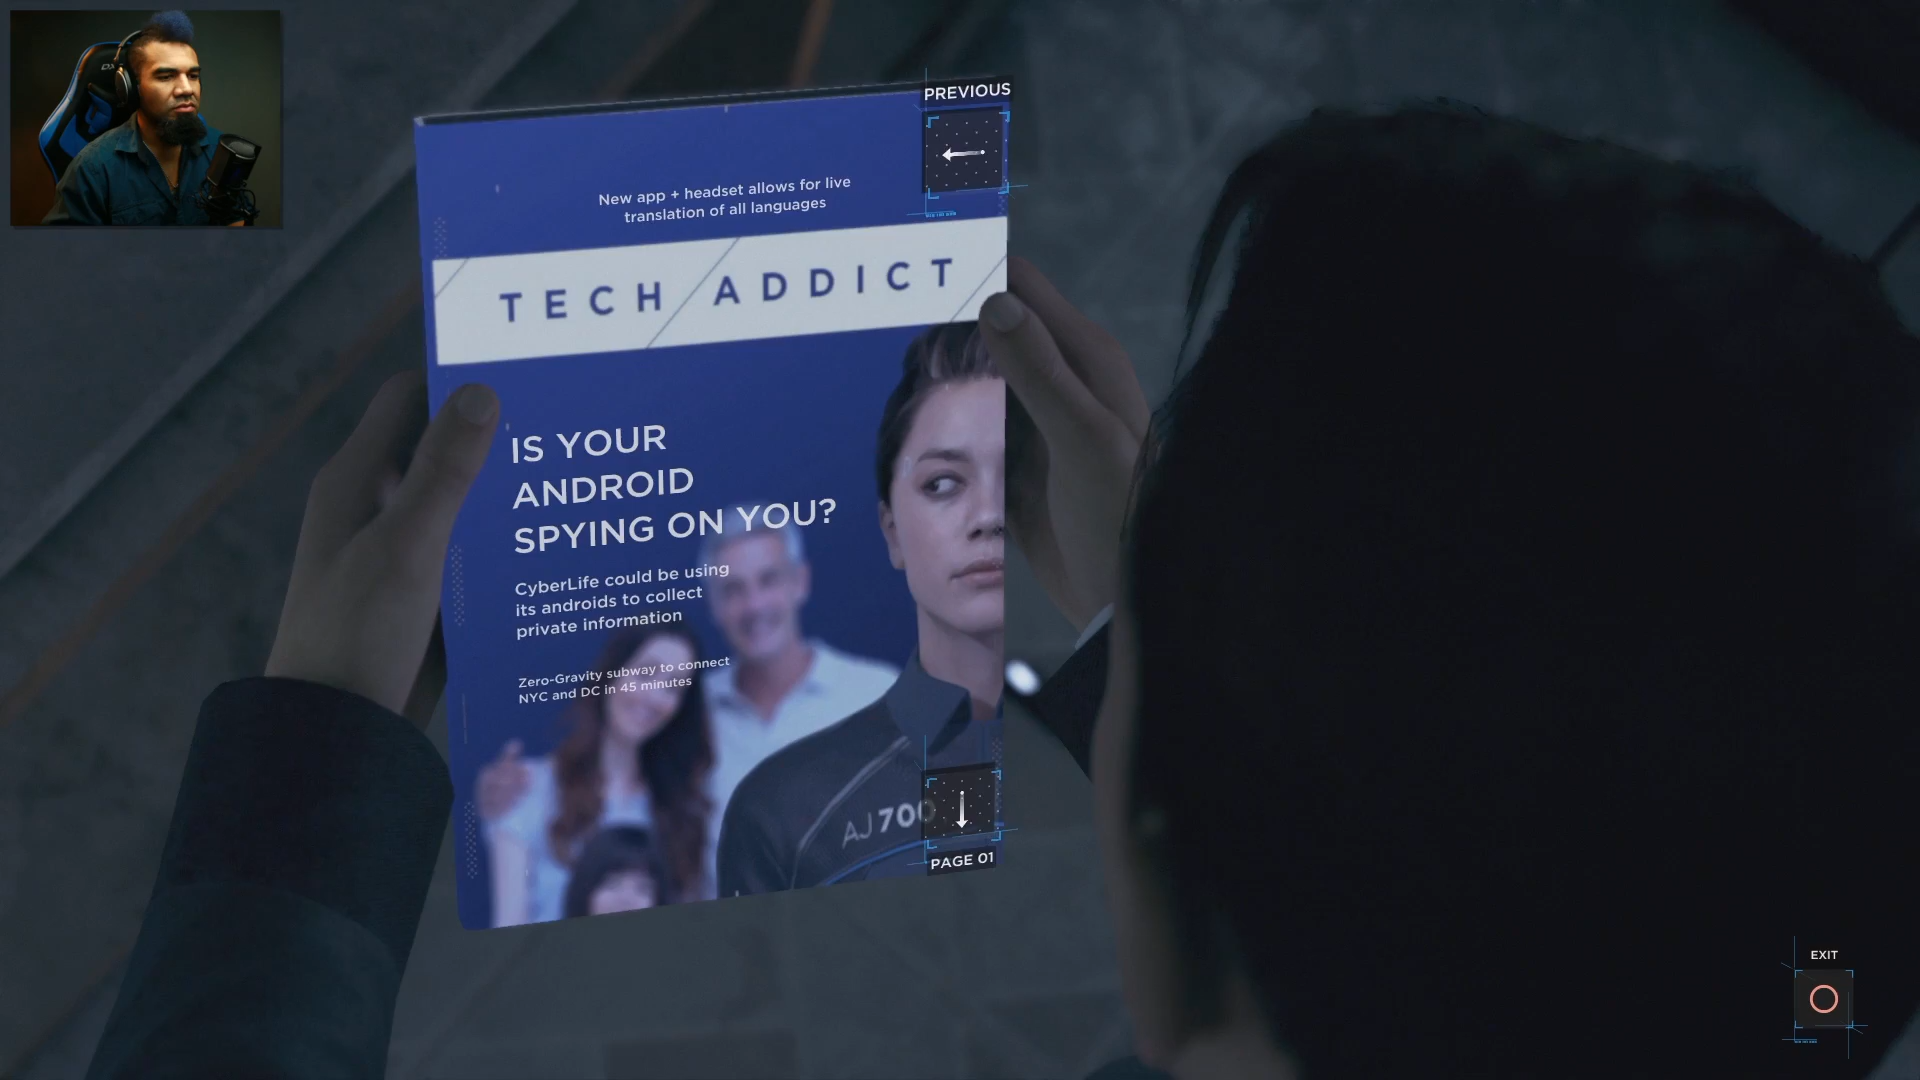 PREVIOUS
New app + headset allows for live
translation of all languages
TECH ADDICT
IS YOUR
ANDROID
SPYING ON YOU?
CyberLife could be using
its androids to collect
private information
Zero-Gravity subway to connect
NYC and DC in 45 minutes
AJ700
PAGE 01
EXIT